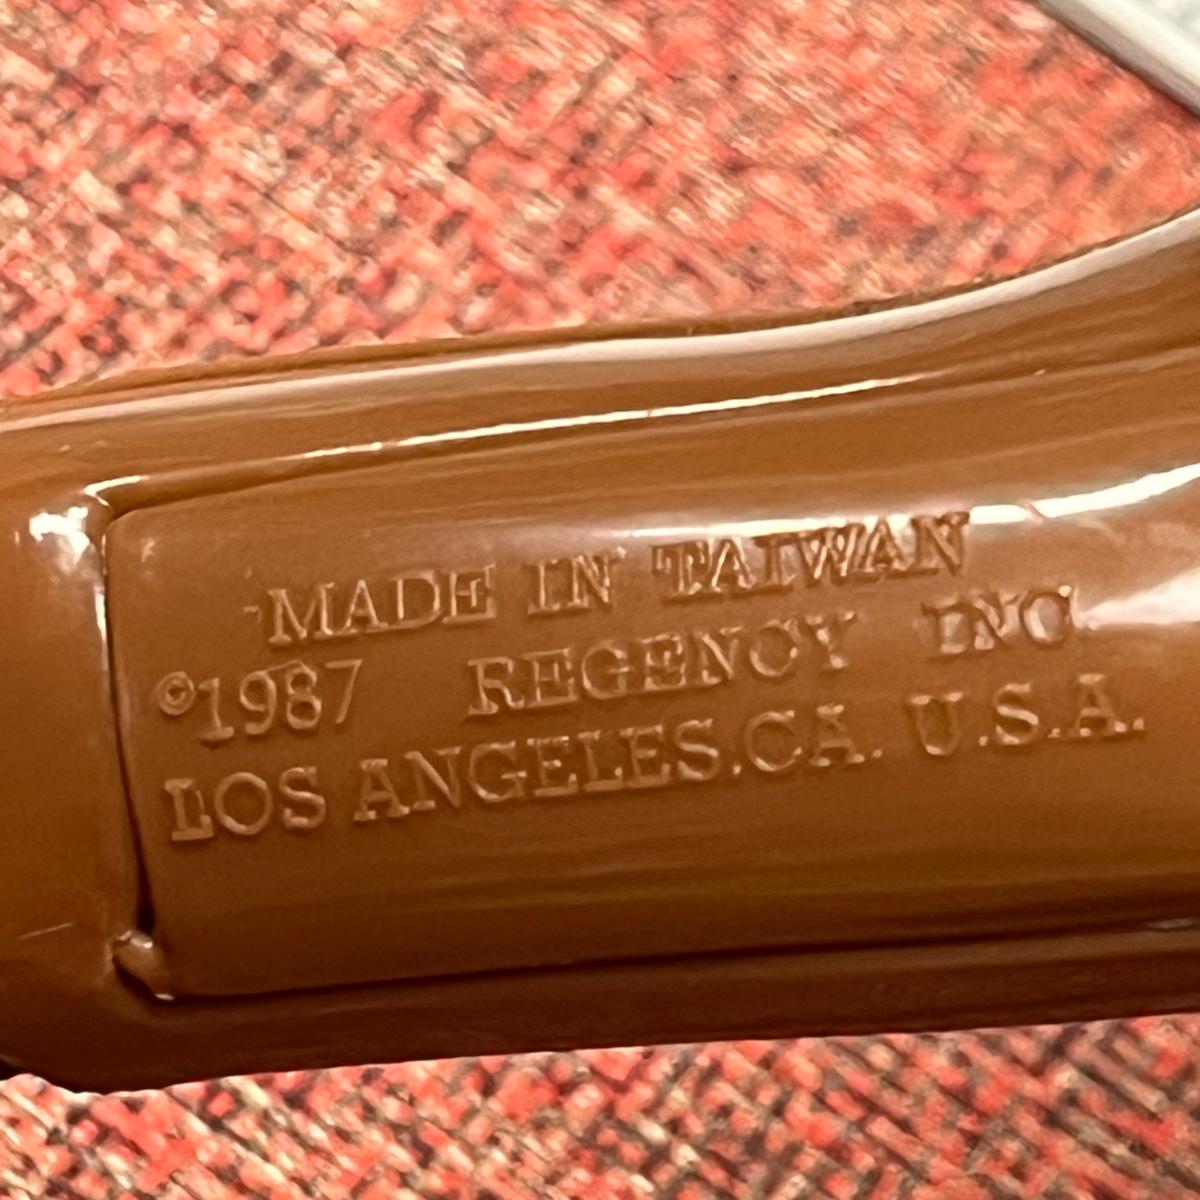 MADE IN TAIWAN
©1987 REGENCY INC.
LOS ANGELES.CA. U.S.A.